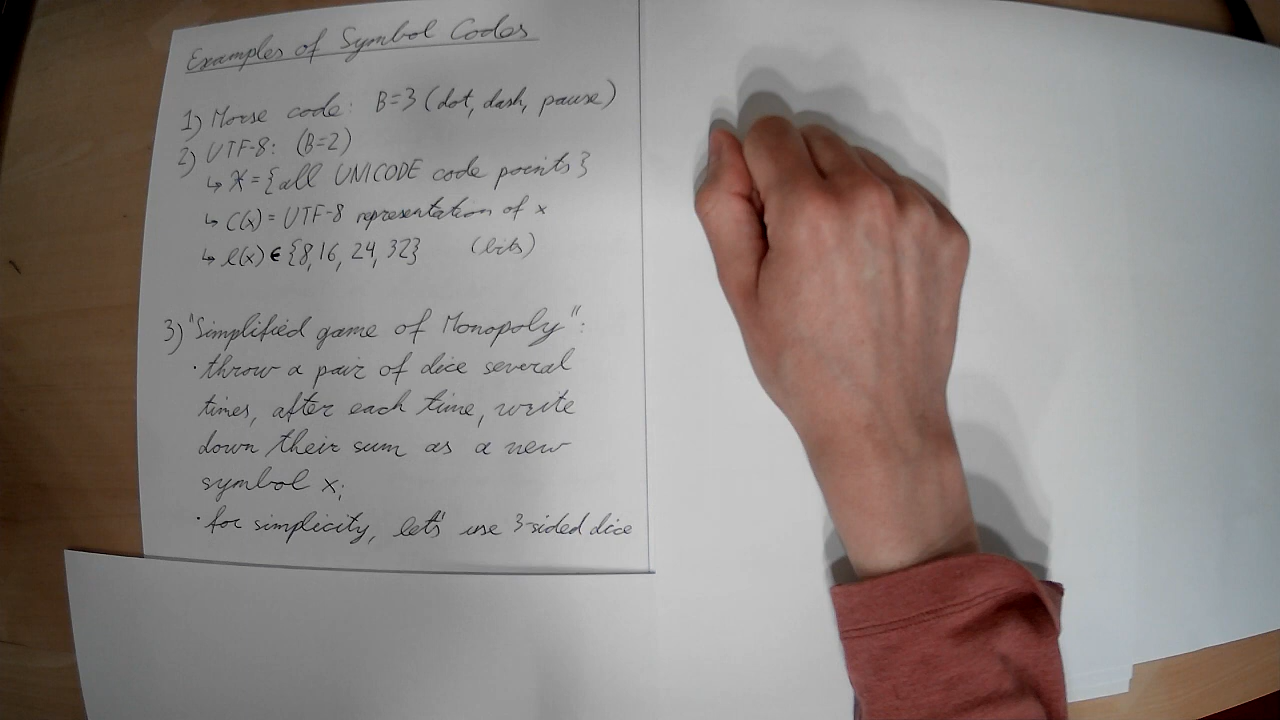 Examples of Symbol Codes
1) Morse code: B=3 (dot, dash, pause)
2) UTF-8: (B=2)
↳ X = {all UNICODE code points}
↳ C(x) = UTF-8 representation of x
↳ l(x) ∈ {8, 16, 24, 32} (bits)
3) "Simplified game of Monopoly":
· throw a pair of dice several
times, after each time, write
down their sum as a new
symbol x;
· for simplicity, let's use 3-sided dice